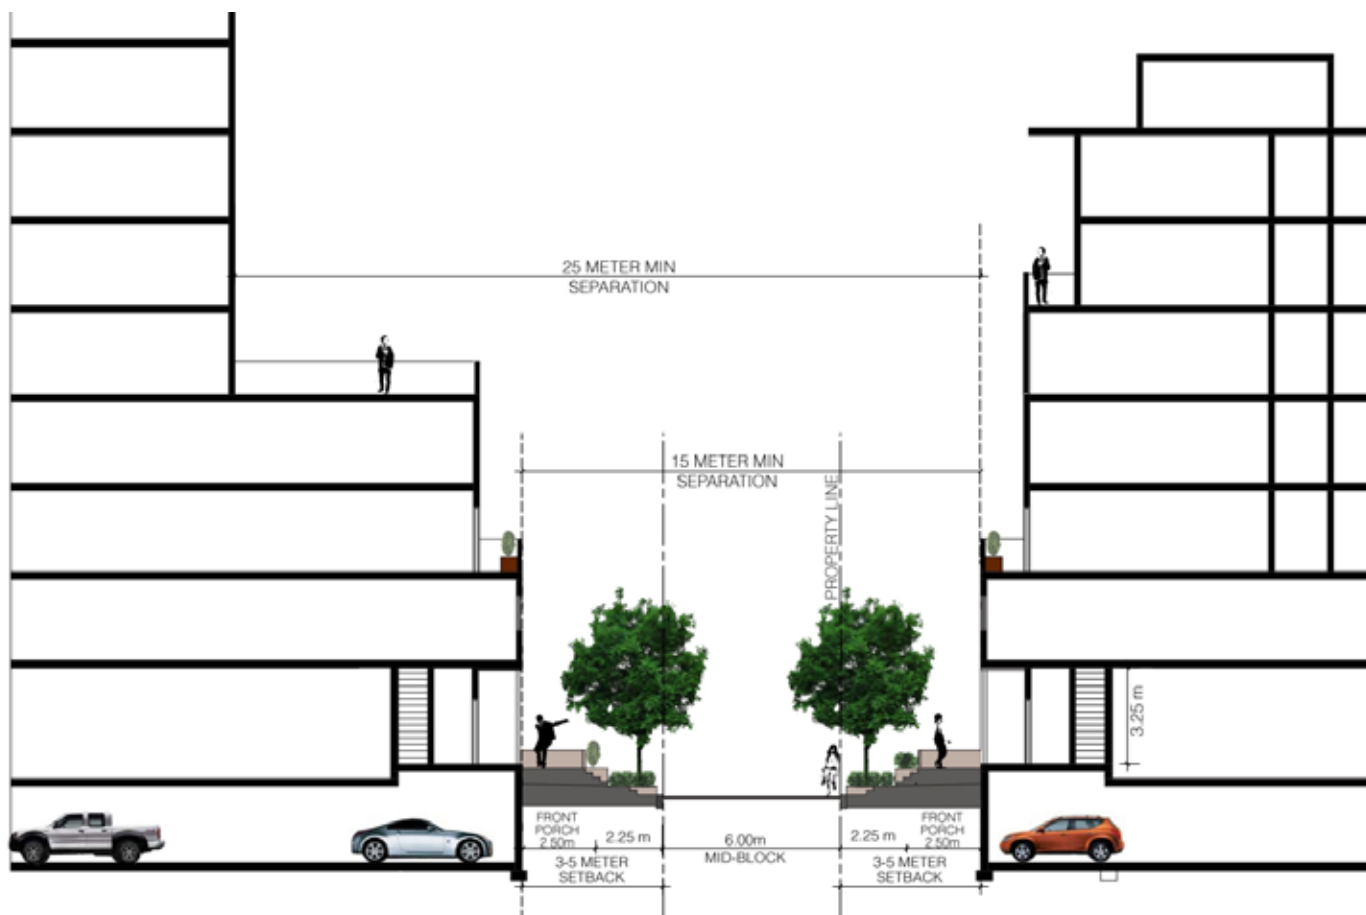 25 METER MIN
SEPARATION
15 METER MIN
SEPARATION
PROPERTY LINE
3.25 m
FRONT
PORCH
2.50m
2.25 m
6.00m
MID-BLOCK
2.25 m
FRONT
PORCH
2.50m
3-5 METER
SETBACK
3-5 METER
SETBACK